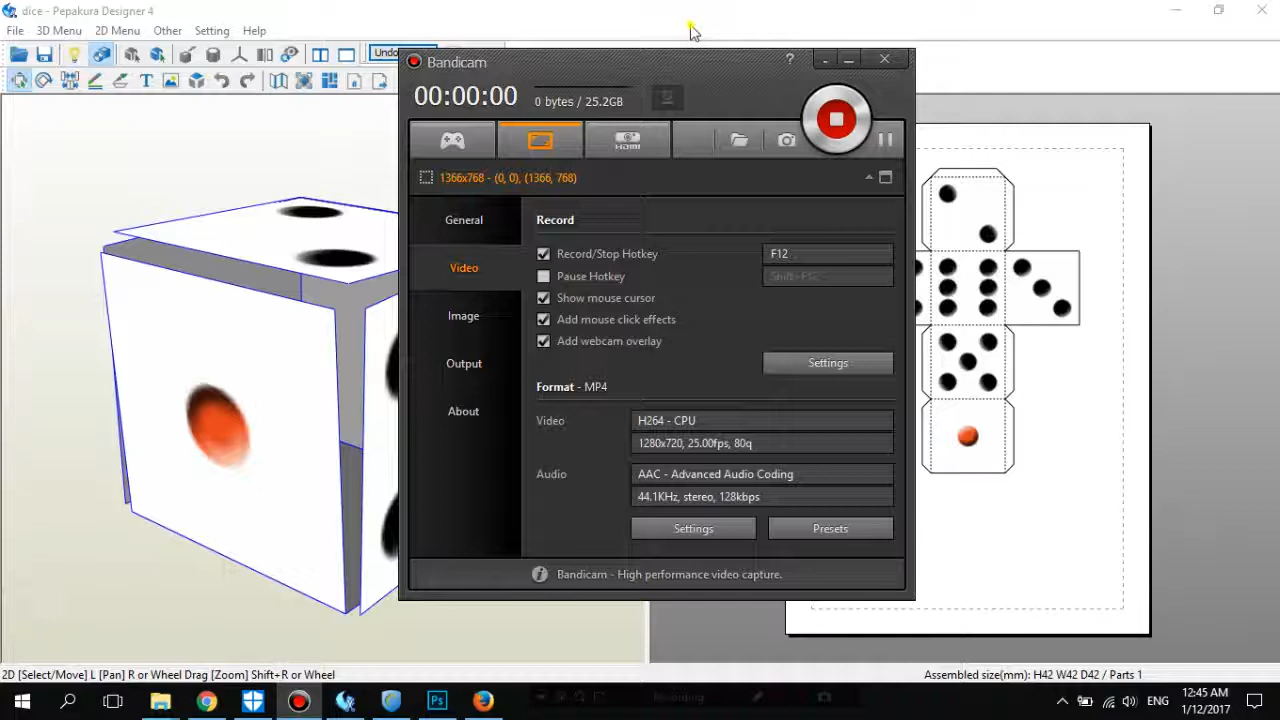 dice - Pepakura Designer 4
File 3D Menu 2D Menu Other Setting Help
Undo
Bandicam
?
00:00:00 0 bytes / 25.2GB
HDMI
1366x768 - (0, 0), (1366, 768)
General
Video
Image
Output
About
Record
Record/Stop Hotkey F12
Pause Hotkey Shift+F12
Show mouse cursor
Add mouse click effects
Add webcam overlay
Settings
Format - MP4
Video H264 - CPU
1280x720, 25.00fps, 80q
Audio AAC - Advanced Audio Coding
44.1KHz, stereo, 128kbps
Settings Presets
Bandicam - High performance video capture.
2D [Select/Move] L [Pan] R or Wheel Drag [Zoom] Shift+R or Wheel
Assembled size(mm): H42 W42 D42 / Parts 1
Ps
Recording
ENG
12:45 AM
1/12/2017